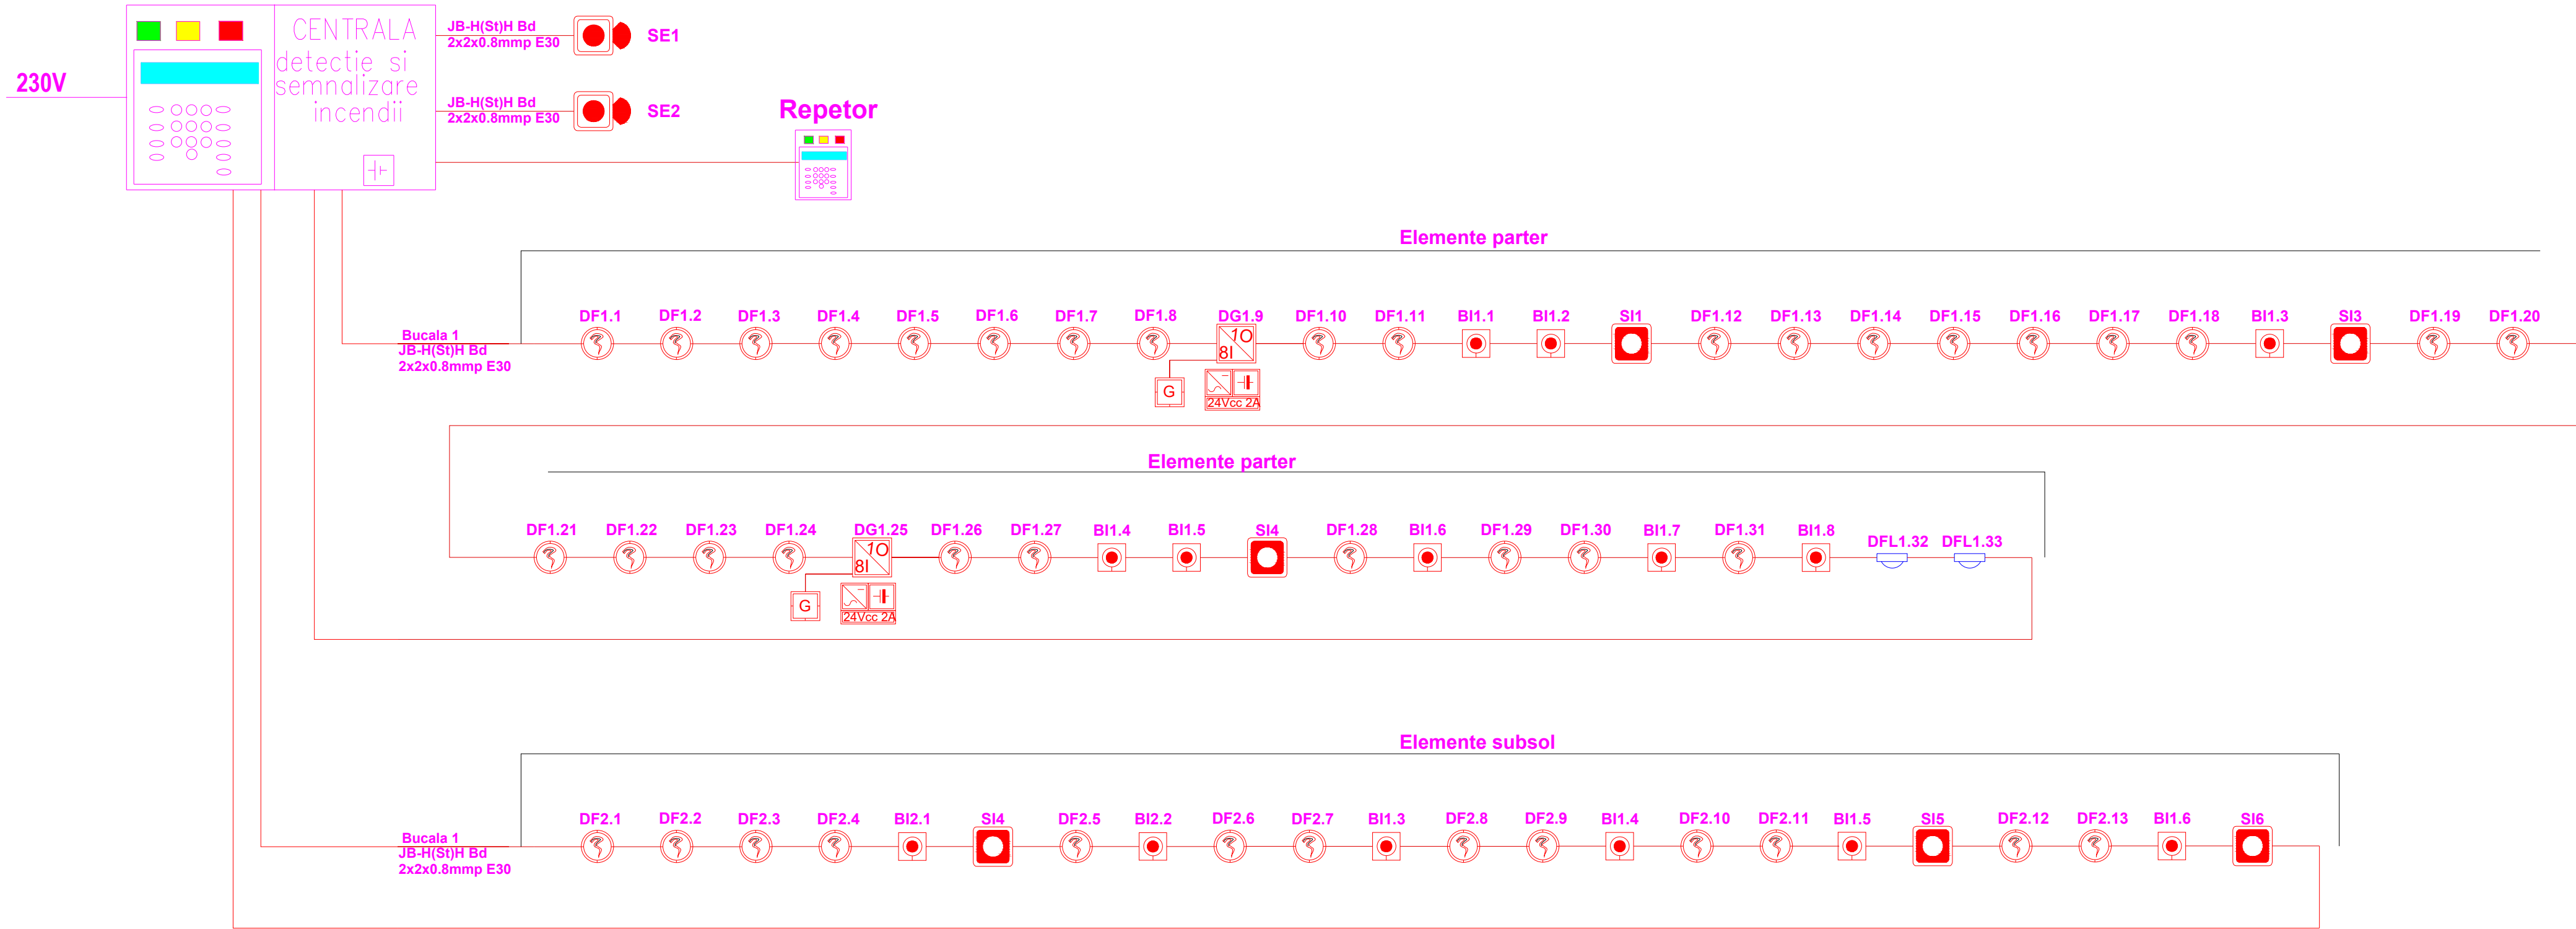 230V
CENTRALA
detectie si
semnalizare
incendii
JB-H(St)H Bd
2x2x0.8mmp E30
SE1
JB-H(St)H Bd
2x2x0.8mmp E30
SE2
Repetor
Elemente parter
Bucala 1
JB-H(St)H Bd
2x2x0.8mmp E30
DF1.1 DF1.2 DF1.3 DF1.4 DF1.5 DF1.6 DF1.7 DF1.8 DG1.9 DF1.10 DF1.11 BI1.1 BI1.2 SI1 DF1.12 DF1.13 DF1.14 DF1.15 DF1.16 DF1.17 DF1.18 BI1.3 SI3 DF1.19 DF1.20
1O
8I
G
24Vcc 2A
Elemente parter
DF1.21 DF1.22 DF1.23 DF1.24 DG1.25 DF1.26 DF1.27 BI1.4 BI1.5 SI4 DF1.28 BI1.6 DF1.29 DF1.30 BI1.7 DF1.31 BI1.8 DFL1.32 DFL1.33
1O
8I
G
24Vcc 2A
Elemente subsol
Bucala 1
JB-H(St)H Bd
2x2x0.8mmp E30
DF2.1 DF2.2 DF2.3 DF2.4 BI2.1 SI4 DF2.5 BI2.2 DF2.6 DF2.7 BI1.3 DF2.8 DF2.9 BI1.4 DF2.10 DF2.11 BI1.5 SI5 DF2.12 DF2.13 BI1.6 SI6